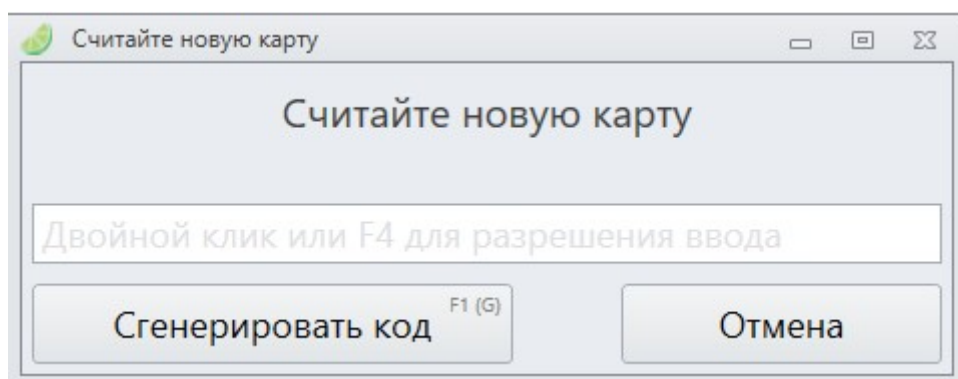 Считайте новую карту
Считайте новую карту
Двойной клик или F4 для разрешения ввода
Сгенерировать код F1 (G)
Отмена